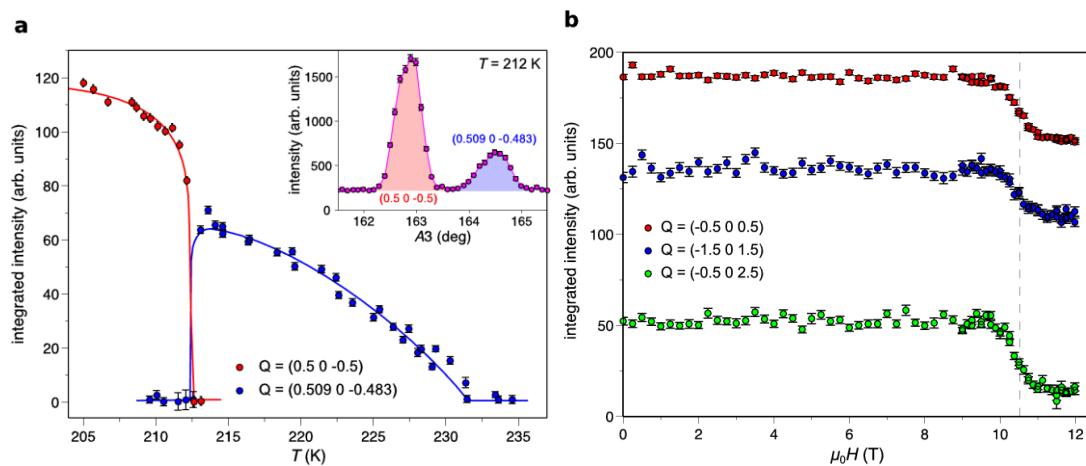 a
integrated intensity (arb. units)
120
100
80
60
40
20
0
205
210
215
220
225
230
235
T (K)
Q = (0.5 0 -0.5)
Q = (0.509 0 -0.483)
T = 212 K
intensity (arb. units)
1500
1000
500
0
(0.509 0 -0.483)
(0.5 0 -0.5)
162
163
164
165
A3 (deg)
b
integrated intensity (arb. units)
200
150
100
50
0
Q = (-0.5 0 0.5)
Q = (-1.5 0 1.5)
Q = (-0.5 0 2.5)
0
2
4
6
8
10
12
μ₀H (T)